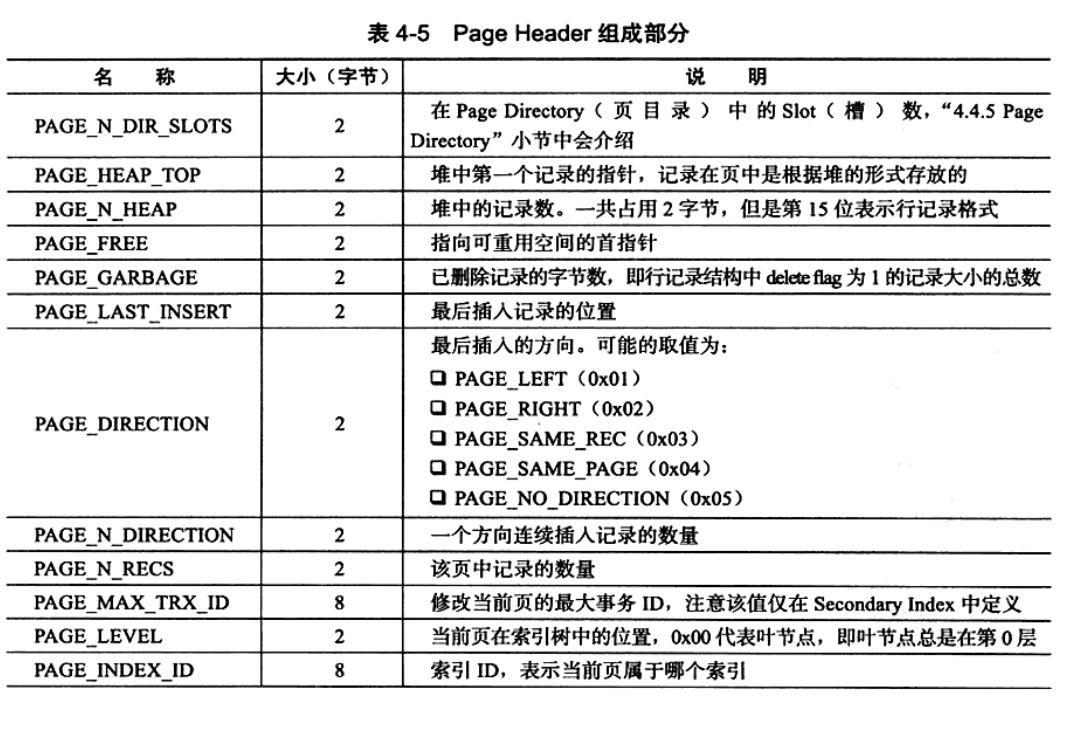 表 4-5 Page Header 组成部分
名 称 大小（字节） 说 明
PAGE_N_DIR_SLOTS 2 在 Page Directory（ 页 目 录 ） 中 的 Slot（ 槽 ） 数，“4.4.5 Page
Directory”小节中会介绍
PAGE_HEAP_TOP 2 堆中第一个记录的指针，记录在页中是根据堆的形式存放的
PAGE_N_HEAP 2 堆中的记录数。一共占用 2 字节，但是第 15 位表示行记录格式
PAGE_FREE 2 指向可重用空间的首指针
PAGE_GARBAGE 2 已删除记录的字节数，即行记录结构中 delete flag 为 1 的记录大小的总数
PAGE_LAST_INSERT 2 最后插入记录的位置
PAGE_DIRECTION 2 最后插入的方向。可能的取值为：
❑ PAGE_LEFT（0x01）
❑ PAGE_RIGHT（0x02）
❑ PAGE_SAME_REC（0x03）
❑ PAGE_SAME_PAGE（0x04）
❑ PAGE_NO_DIRECTION（0x05）
PAGE_N_DIRECTION 2 一个方向连续插入记录的数量
PAGE_N_RECS 2 该页中记录的数量
PAGE_MAX_TRX_ID 8 修改当前页的最大事务 ID，注意该值仅在 Secondary Index 中定义
PAGE_LEVEL 2 当前页在索引树中的位置，0x00 代表叶节点，即叶节点总是在第 0 层
PAGE_INDEX_ID 8 索引 ID，表示当前页属于哪个索引